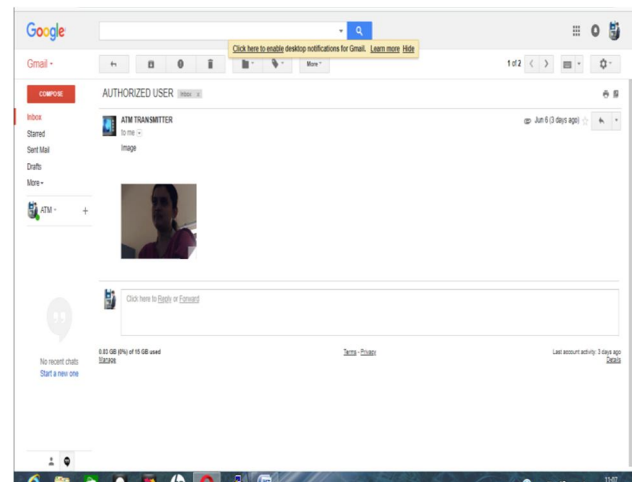 Google
Click here to enable desktop notifications for Gmail. Learn more Hide
Gmail
More
1 of 2
COMPOSE
AUTHORIZED USER Inbox x
Inbox
Starred
Sent Mail
Drafts
More
ATM TRANSMITTER
to me
Jun 6 (3 days ago)
Image
ATM
+
Click here to Reply or Forward
0.03 GB (0%) of 15 GB used
Manage
Terms - Privacy
Last account activity: 3 days ago
Details
No recent chats
Start a new one
11:07